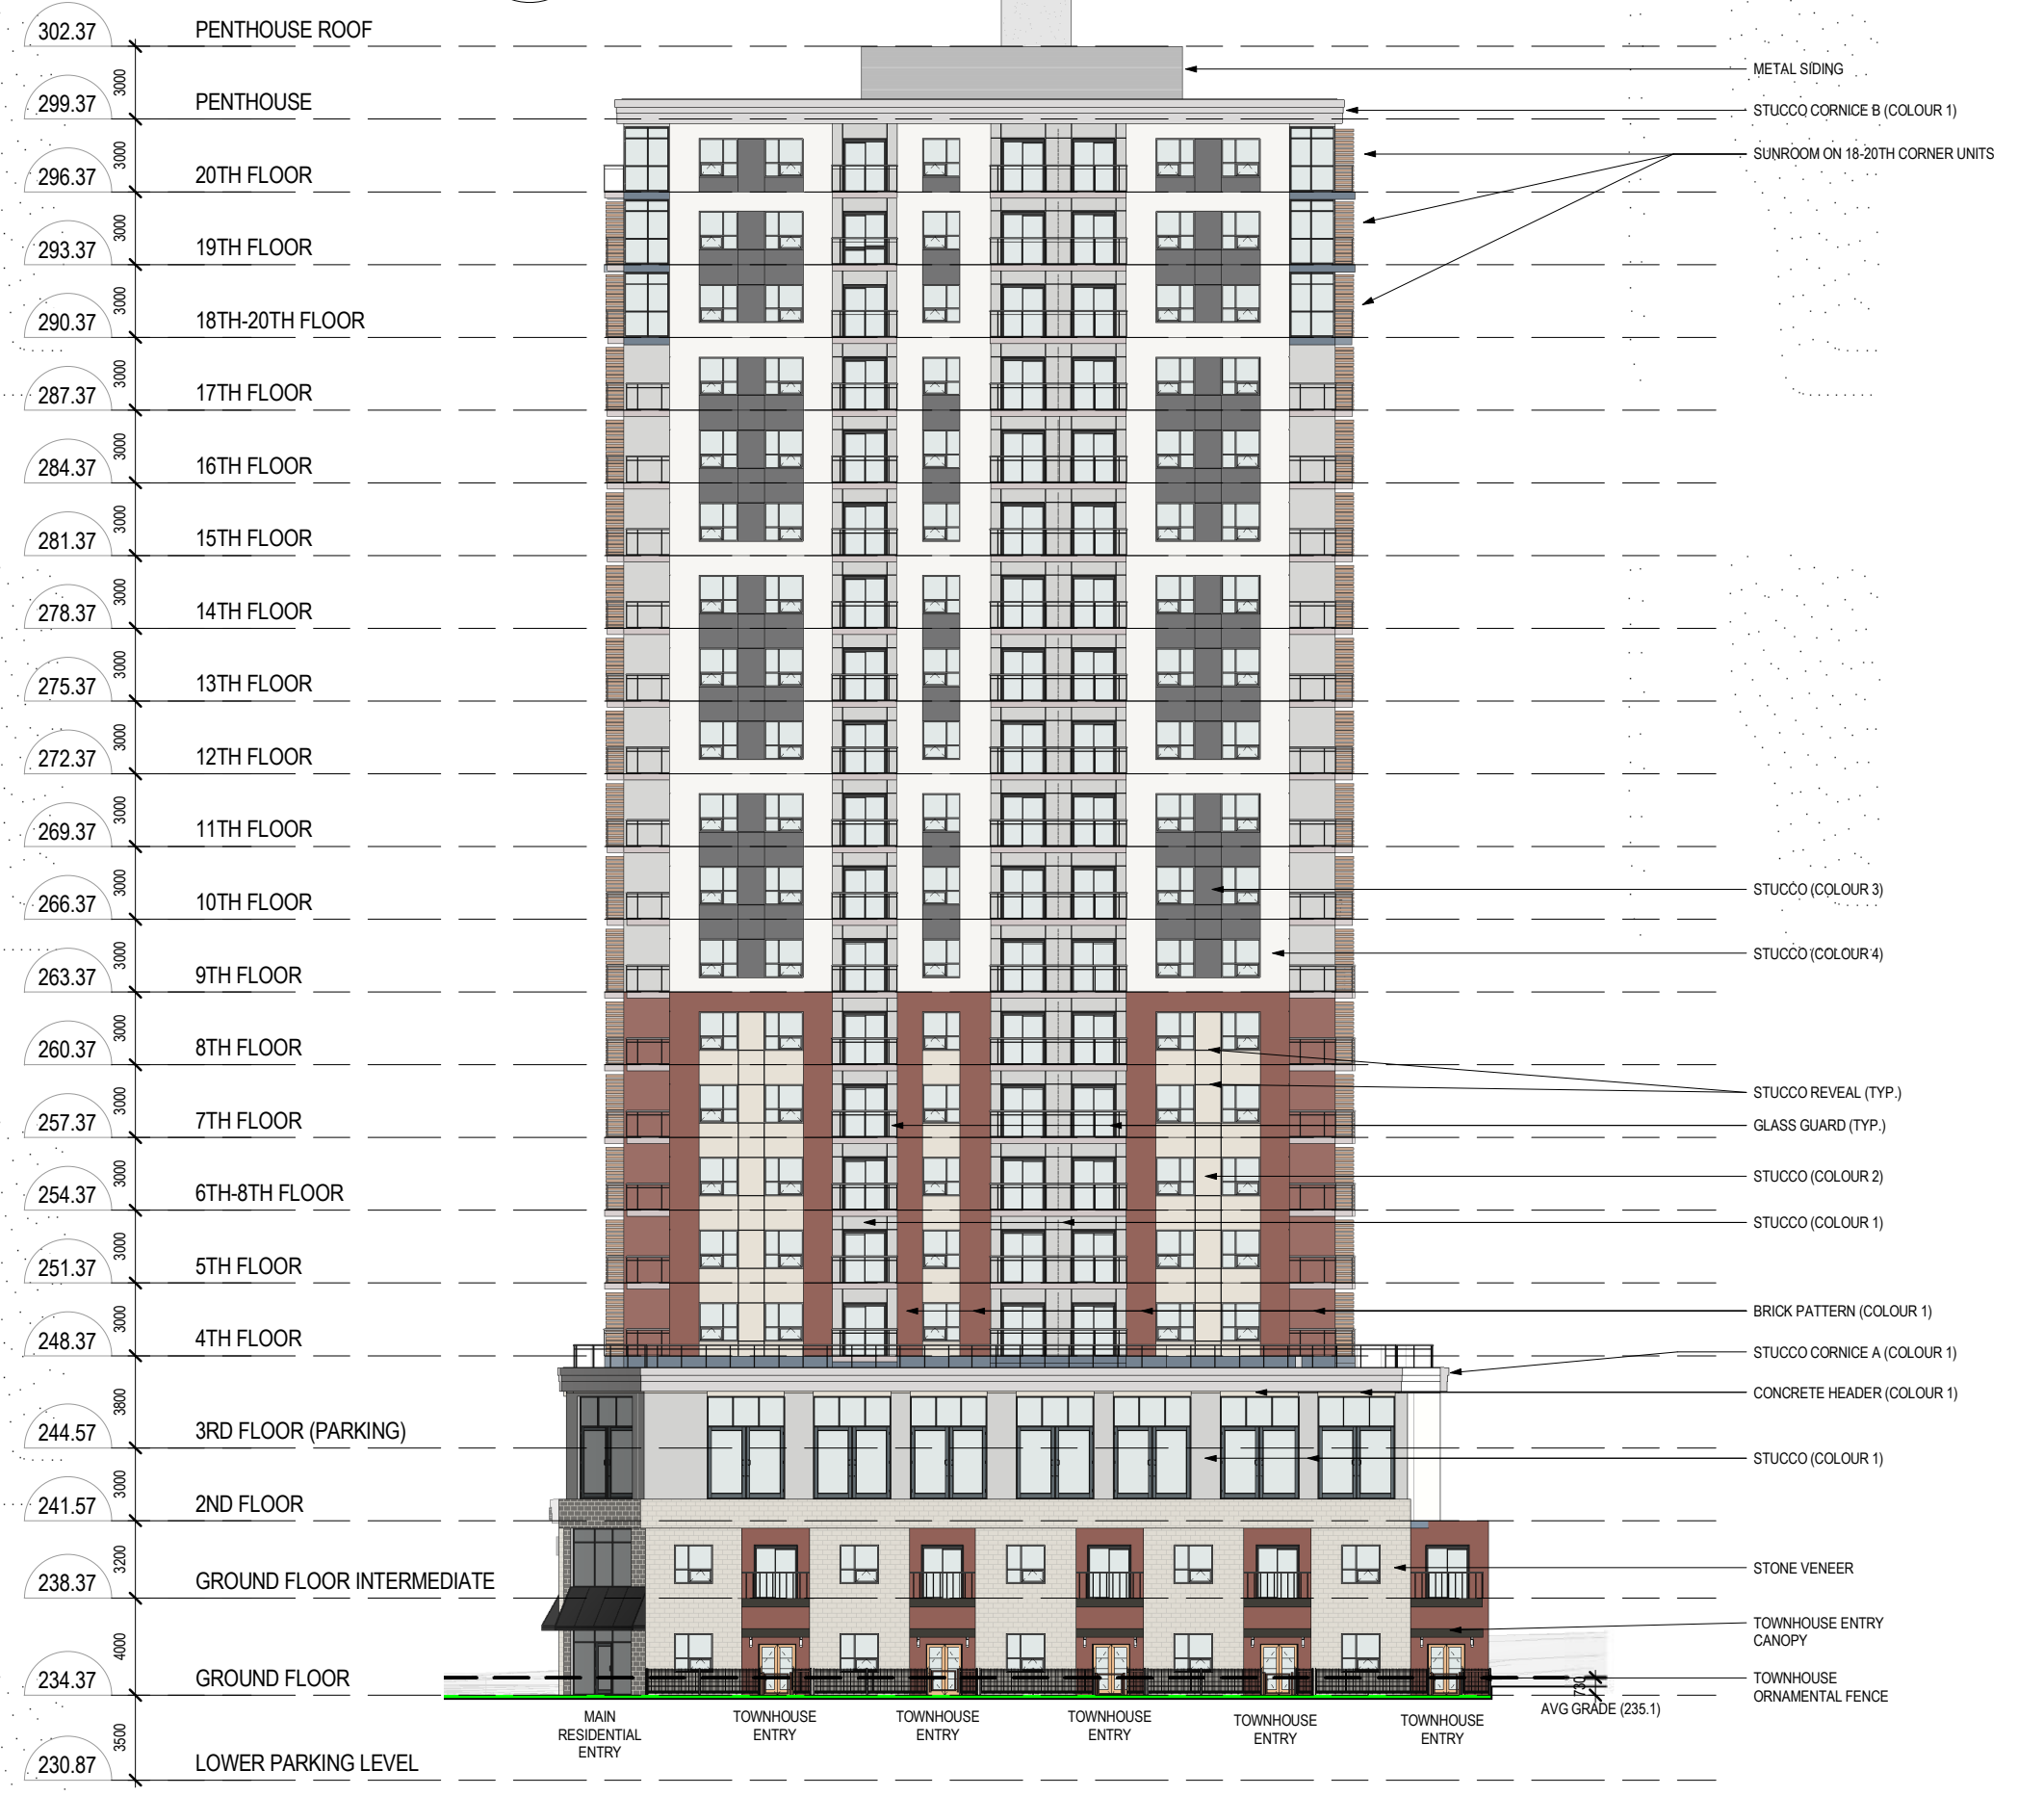 302.37 PENTHOUSE ROOF
3000
METAL SIDING
299.37 PENTHOUSE
STUCCO CORNICE B (COLOUR 1)
3000
SUNROOM ON 18-20TH CORNER UNITS
296.37 20TH FLOOR
3000
293.37 19TH FLOOR
3000
290.37 18TH-20TH FLOOR
3000
287.37 17TH FLOOR
3000
284.37 16TH FLOOR
3000
281.37 15TH FLOOR
3000
278.37 14TH FLOOR
3000
275.37 13TH FLOOR
3000
272.37 12TH FLOOR
3000
269.37 11TH FLOOR
3000
STUCCO (COLOUR 3)
266.37 10TH FLOOR
3000
STUCCO (COLOUR 4)
263.37 9TH FLOOR
3000
260.37 8TH FLOOR
3000
STUCCO REVEAL (TYP.)
257.37 7TH FLOOR
GLASS GUARD (TYP.)
3000
STUCCO (COLOUR 2)
254.37 6TH-8TH FLOOR
STUCCO (COLOUR 1)
3000
251.37 5TH FLOOR
3000
BRICK PATTERN (COLOUR 1)
248.37 4TH FLOOR
STUCCO CORNICE A (COLOUR 1)
3800
CONCRETE HEADER (COLOUR 1)
244.57 3RD FLOOR (PARKING)
STUCCO (COLOUR 1)
3000
241.57 2ND FLOOR
3200
STONE VENEER
238.37 GROUND FLOOR INTERMEDIATE
TOWNHOUSE ENTRY
CANOPY
4000
234.37 GROUND FLOOR
TOWNHOUSE
ORNAMENTAL FENCE
730
AVG GRADE (235.1)
MAIN
RESIDENTIAL
ENTRY
TOWNHOUSE
ENTRY
TOWNHOUSE
ENTRY
TOWNHOUSE
ENTRY
TOWNHOUSE
ENTRY
TOWNHOUSE
ENTRY
3500
230.87 LOWER PARKING LEVEL